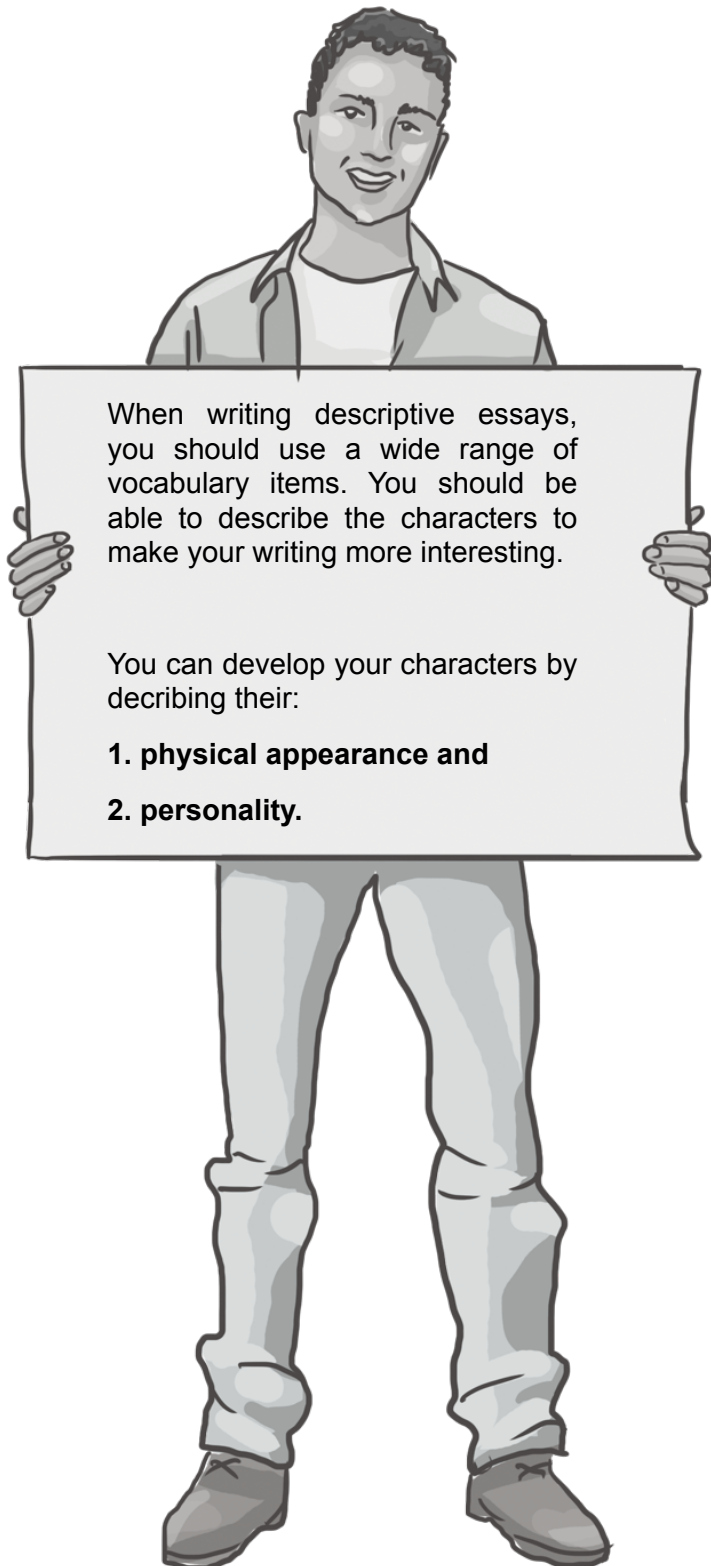 When writing descriptive essays,
you should use a wide range of
vocabulary items. You should be
able to describe the characters to
make your writing more interesting.
You can develop your characters by
decribing their:
1. physical appearance and
2. personality.